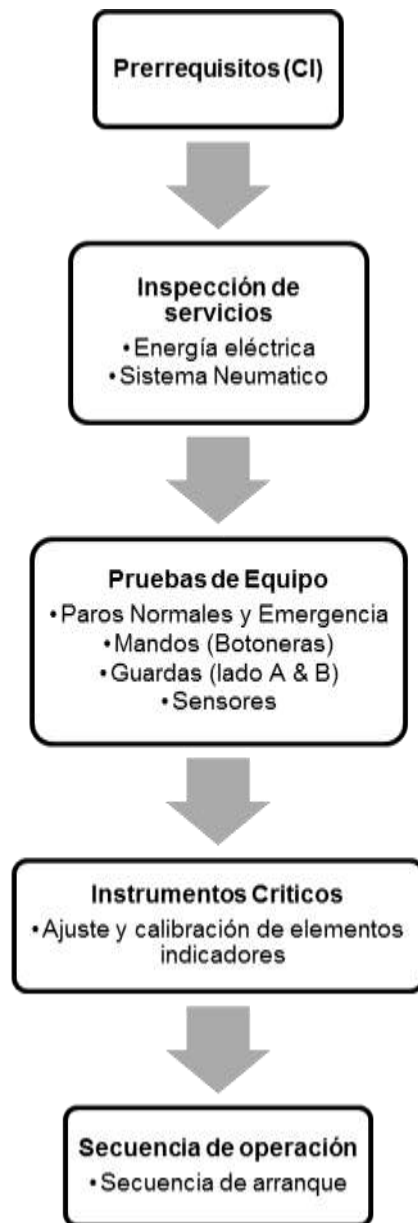 Prerrequisitos (CI)
Inspección de
servicios
•Energía eléctrica
•Sistema Neumatico
Pruebas de Equipo
•Paros Normales y Emergencia
•Mandos (Botoneras)
•Guardas (lado A & B)
•Sensores
Instrumentos Criticos
•Ajuste y calibración de elementos
indicadores
Secuencia de operación
•Secuencia de arranque